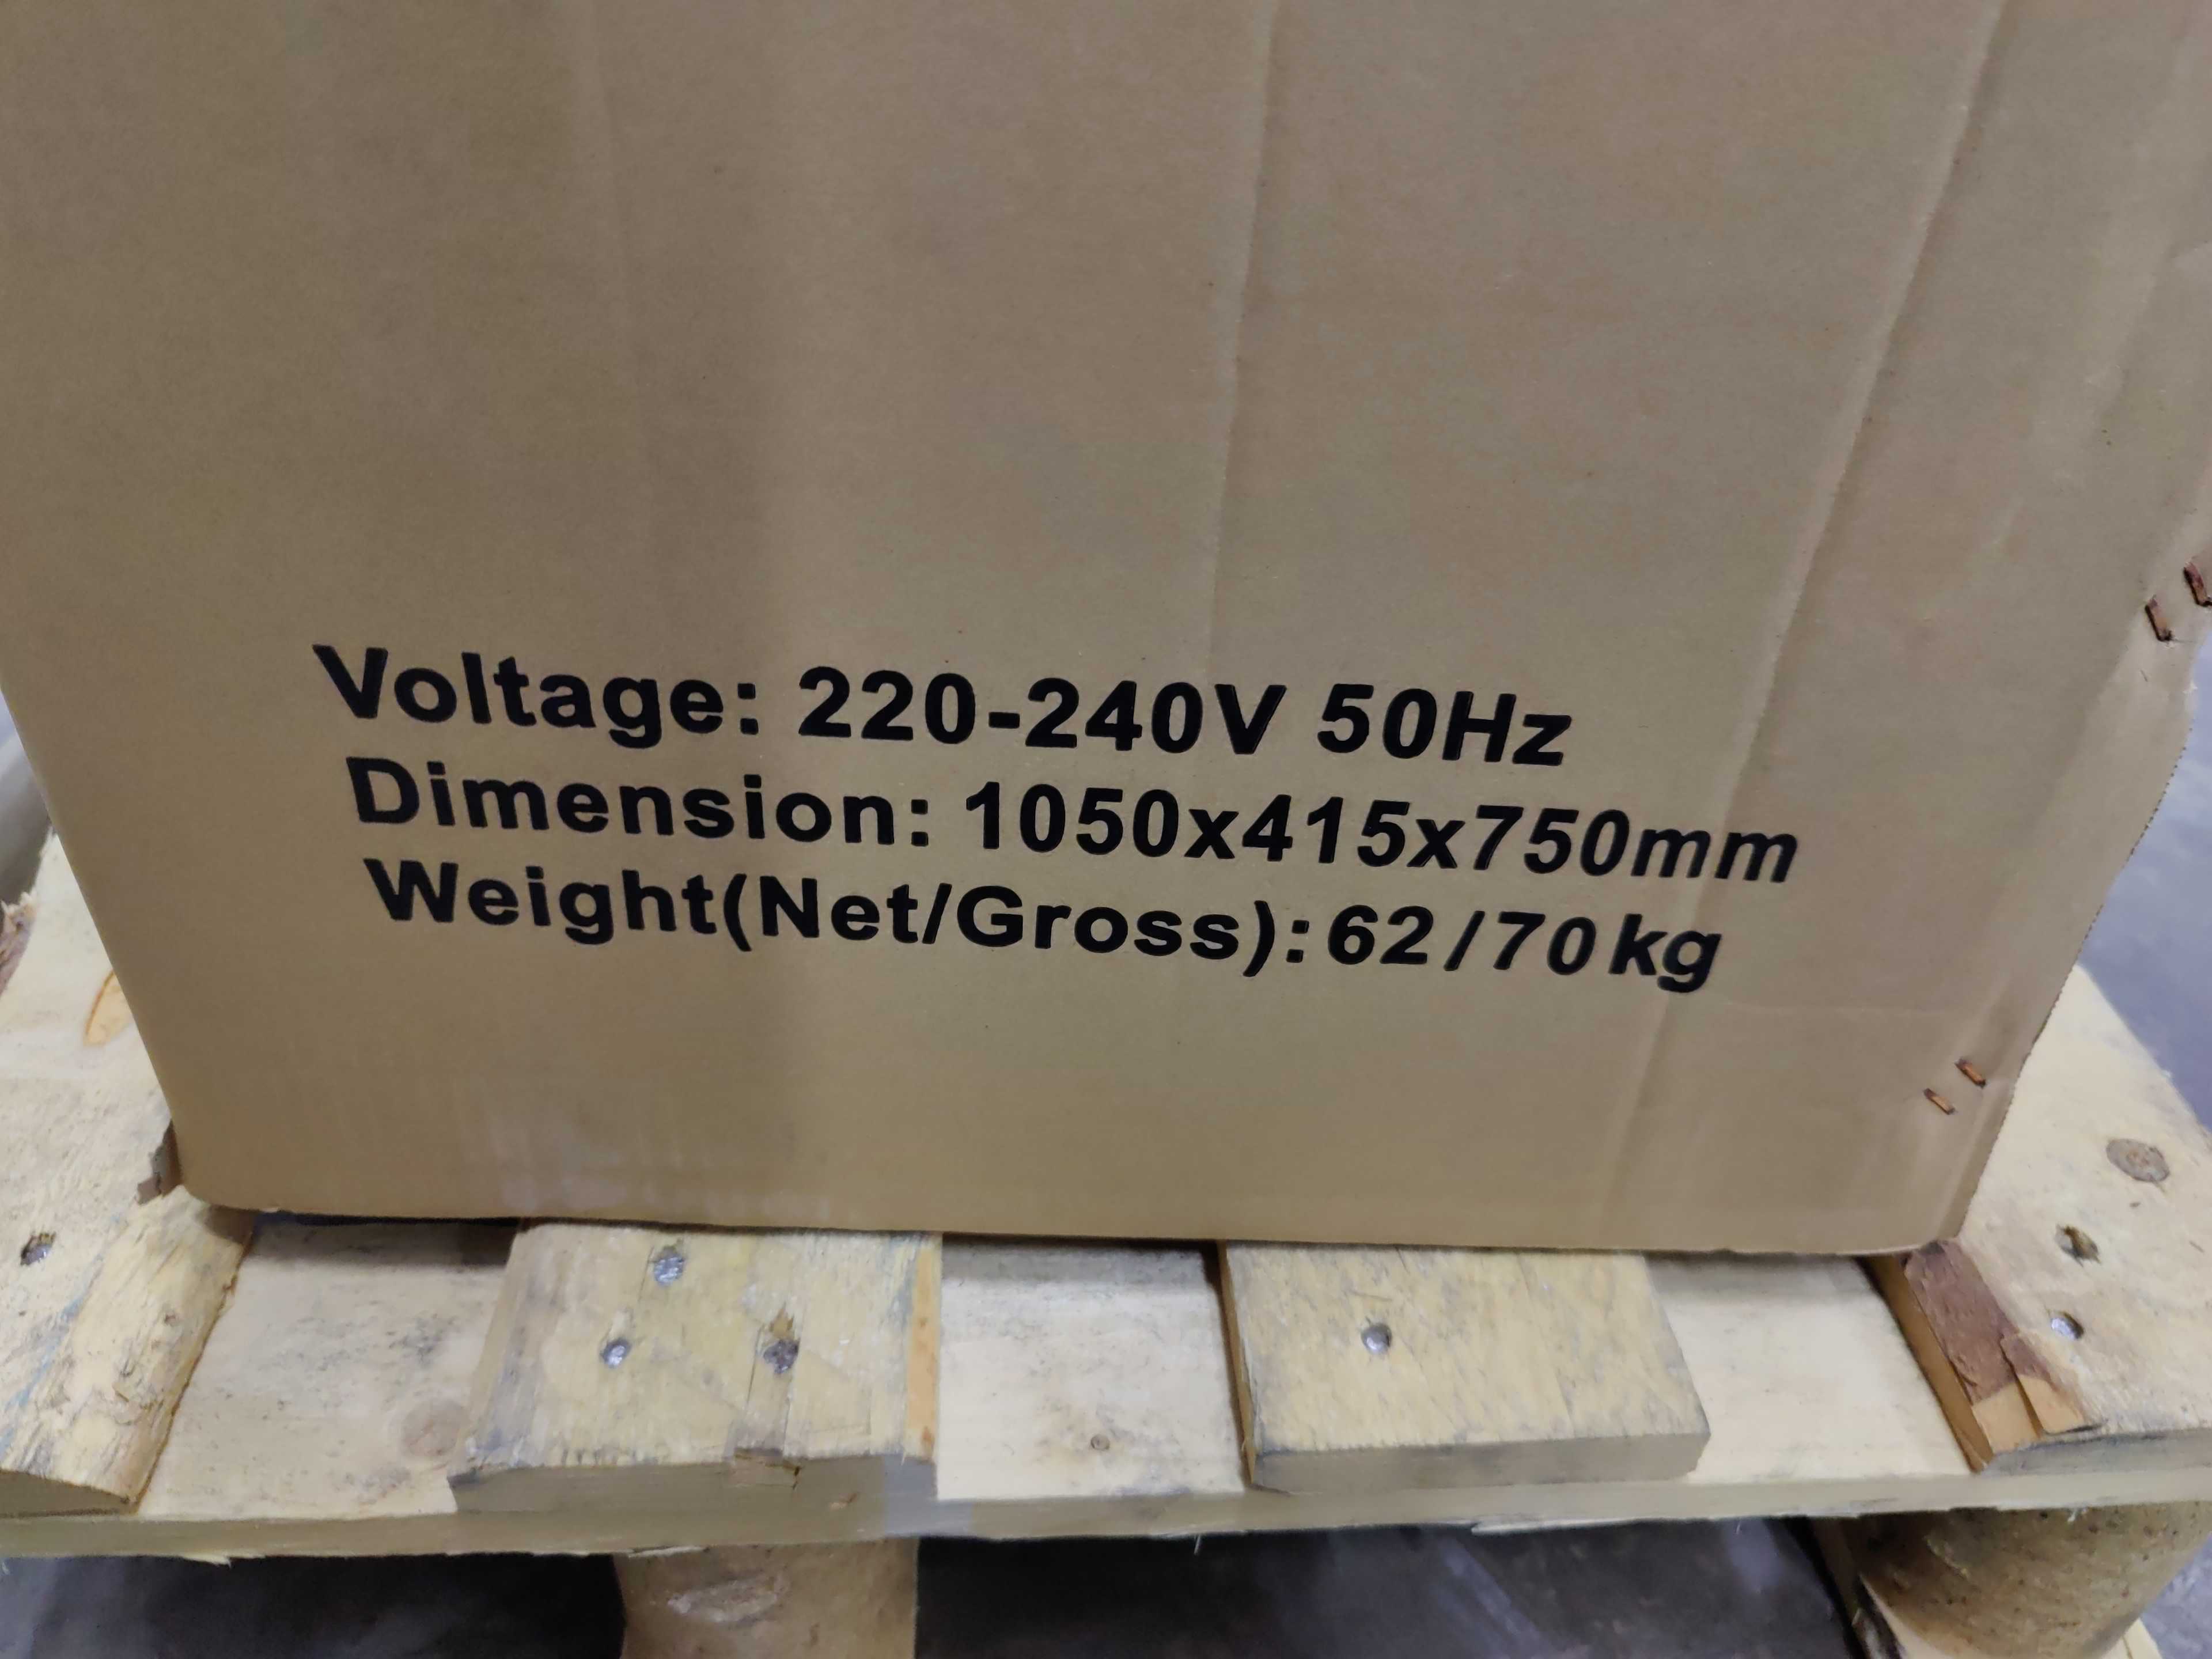 Voltage: 220-240V 50Hz
Dimension: 1050x415x750mm
Weight(Net/Gross):62/70kg